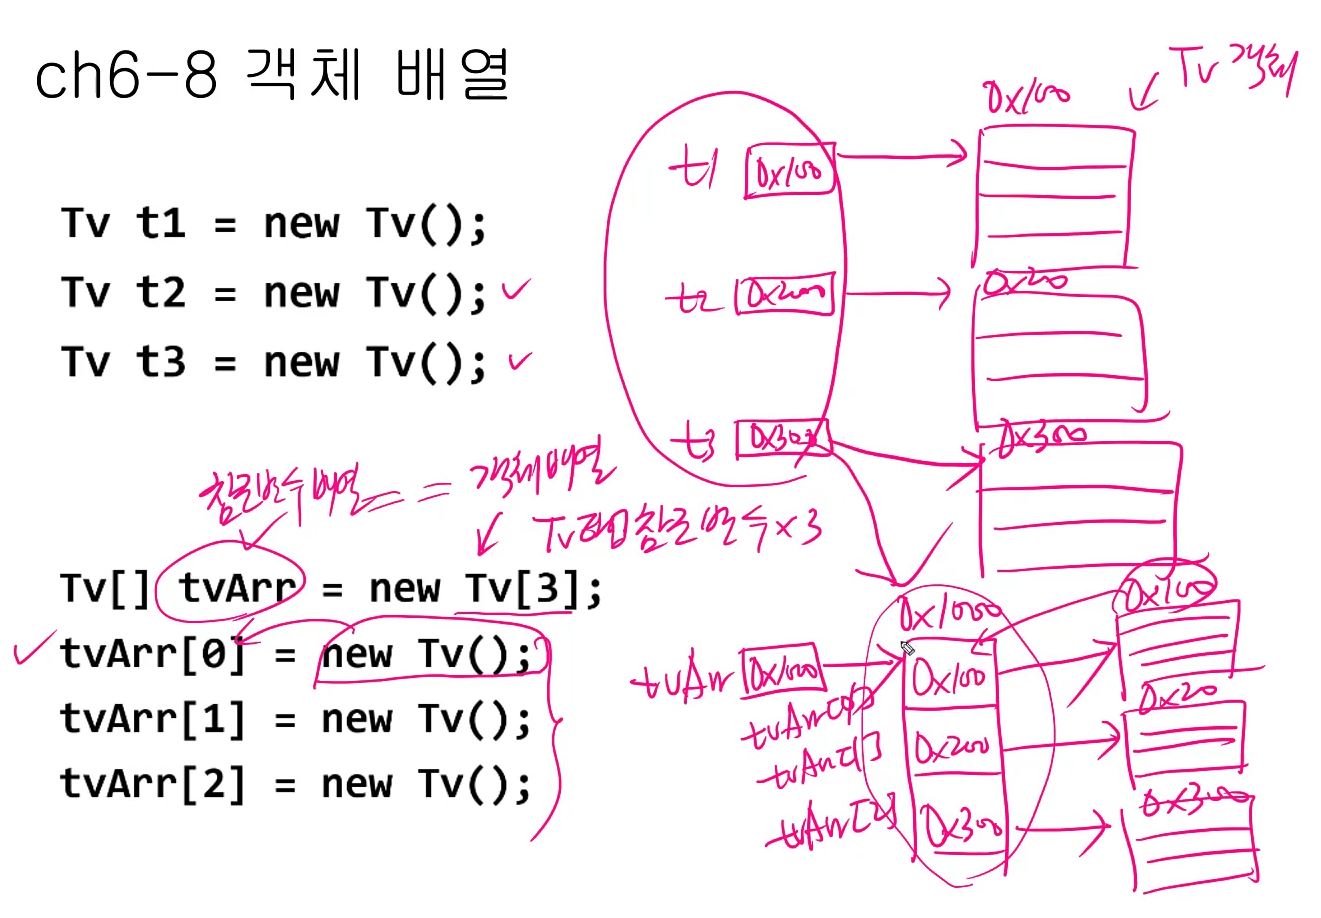 ch6-8 객체 배열
Tv 객체
0x100
t1 0x100
Tv t1 = new Tv();
Tv t2 = new Tv();
t2 0x200
0x200
Tv t3 = new Tv();
t3 0x300
0x300
참조변수 배열 == 객체 배열
Tv타입 참조변수×3
Tv[] tvArr = new Tv[3];
0x1000
0x100
tvArr[0] = new Tv();
tvArr 0x1000
0x100
tvArr[0]
0x200
tvArr[1] = new Tv();
tvArr[1]
0x200
tvArr[2] = new Tv();
tvArr[2]
0x300
0x300